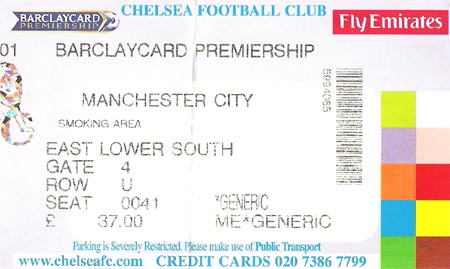 BARCLAYCARD PREMIERSHIP
CHELSEA FOOTBALL CLUB
Fly Emirates
01 BARCLAYCARD PREMIERSHIP
5994065
MANCHESTER CITY
SMOKING AREA
EAST LOWER SOUTH
GATE 4
ROW U
SEAT 0041 *GENERIC
£ 37.00 ME*GENERIC
Parking is Severely Restricted. Please make use of Public Transport
www.chelseafc.com CREDIT CARDS 020 7386 7799